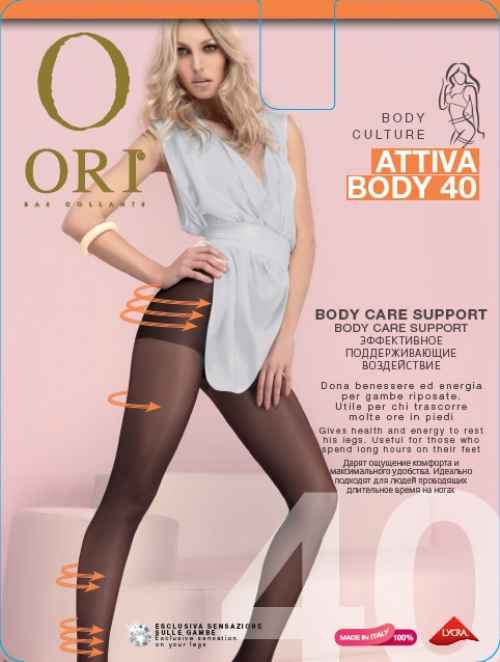 O
ORI
BAS COLLANTS
BODY
CULTURE
ATTIVA
BODY 40
BODY CARE SUPPORT
BODY CARE SUPPORT
ЭФФЕКТИВНОЕ
ПОДДЕРЖИВАЮЩИЕ
ВОЗДЕЙСТВИЕ
Dona benessere ed energia
per gambe riposate.
Utile per chi trascorre
molte ore in piedi
Gives health and energy to rest
his legs. Useful for those who
spend long hours on their feet
Дарят ощущение комфорта и
максимального удобства. Идеально
подходят для людей проводящих
длительное время на ногах
40
ESCLUSIVA SENSAZIONE
SULLE GAMBE
Exclusive sensation
on your legs
MADE IN ITALY 100%
LYCRA